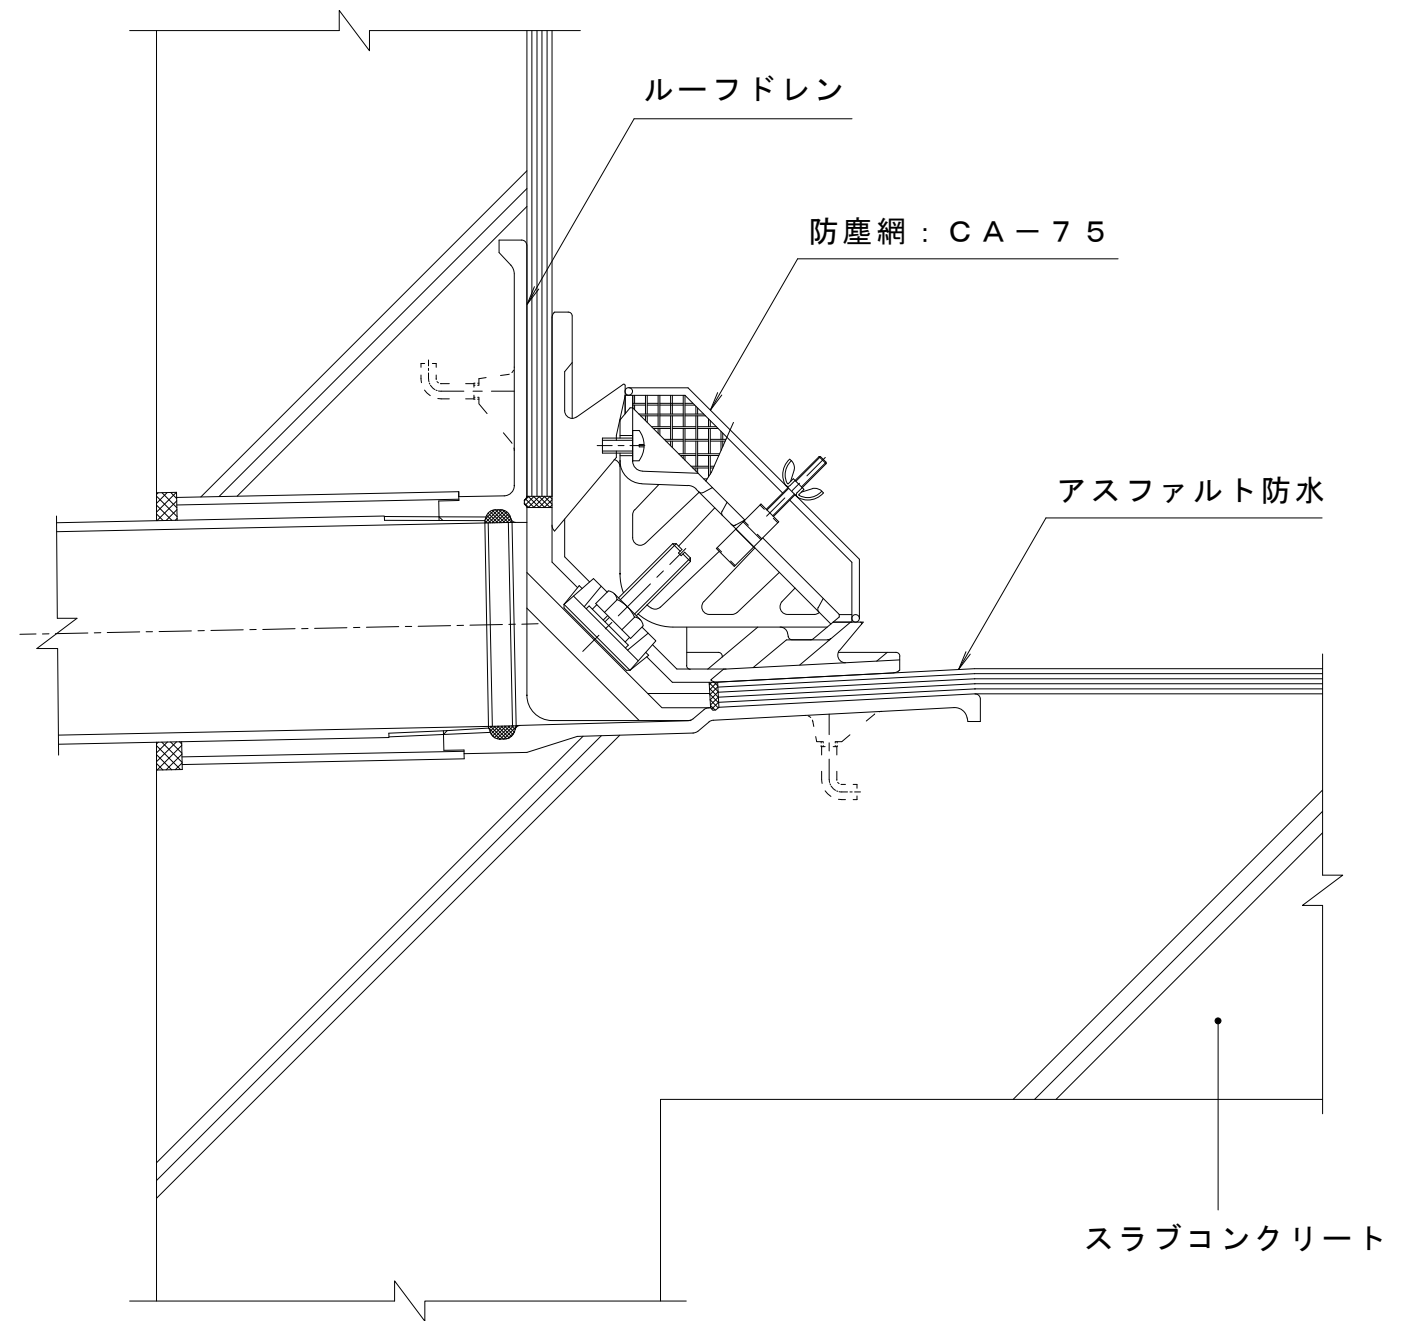 ルーフドレン
防塵網：ＣＡ－７５
アスファルト防水
スラブコンクリート